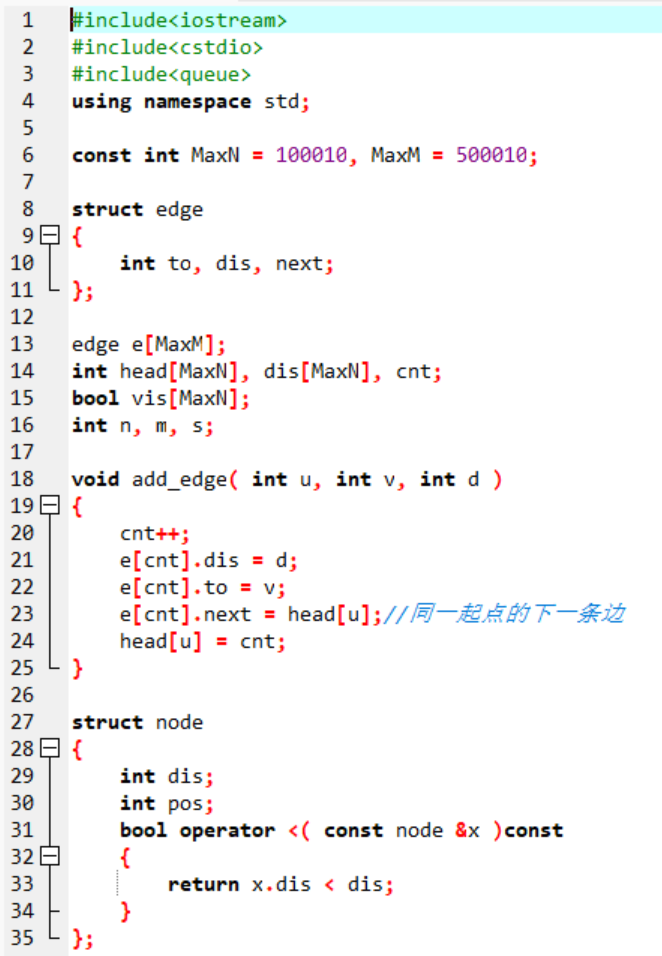 1 #include<iostream>
2 #include<cstdio>
3 #include<queue>
4 using namespace std;
5
6 const int MaxN = 100010, MaxM = 500010;
7
8 struct edge
9 {
10     int to, dis, next;
11 };
12
13 edge e[MaxM];
14 int head[MaxN], dis[MaxN], cnt;
15 bool vis[MaxN];
16 int n, m, s;
17
18 void add_edge( int u, int v, int d )
19 {
20     cnt++;
21     e[cnt].dis = d;
22     e[cnt].to = v;
23     e[cnt].next = head[u];//同一起点的下一条边
24     head[u] = cnt;
25 }
26
27 struct node
28 {
29     int dis;
30     int pos;
31     bool operator <( const node &x )const
32     {
33         return x.dis < dis;
34     }
35 };